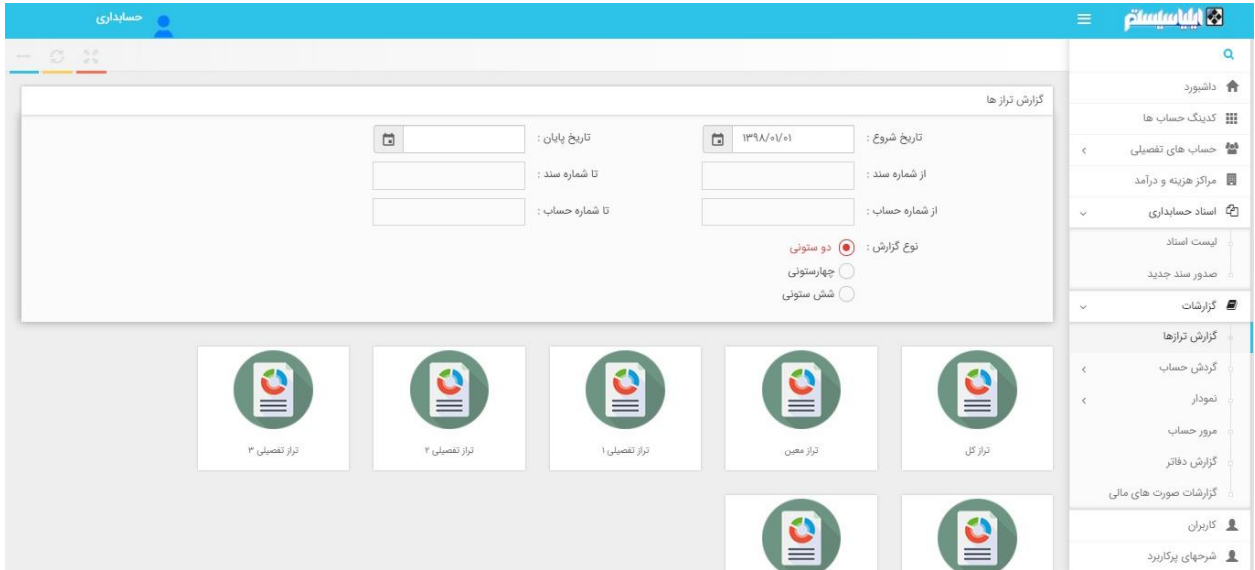 ایلیاسیستم
حسابداری
داشبورد
کدینگ حساب ها
حساب های تفصیلی
مراکز هزینه و درآمد
اسناد حسابداری
لیست اسناد
صدور سند جدید
گزارشات
گزارش ترازها
گردش حساب
نمودار
مرور حساب
گزارش دفاتر
گزارشات صورت های مالی
کاربران
شرحهای پرکاربرد
گزارش تراز ها
تاریخ شروع : ۱۳۹۸/۰۱/۰۱ تاریخ پایان :
از شماره سند : تا شماره سند :
از شماره حساب : تا شماره حساب :
نوع گزارش : دو ستونی
چهارستونی
شش ستونی
تراز کل تراز معین تراز تفصیلی ۱ تراز تفصیلی ۲ تراز تفصیلی ۳